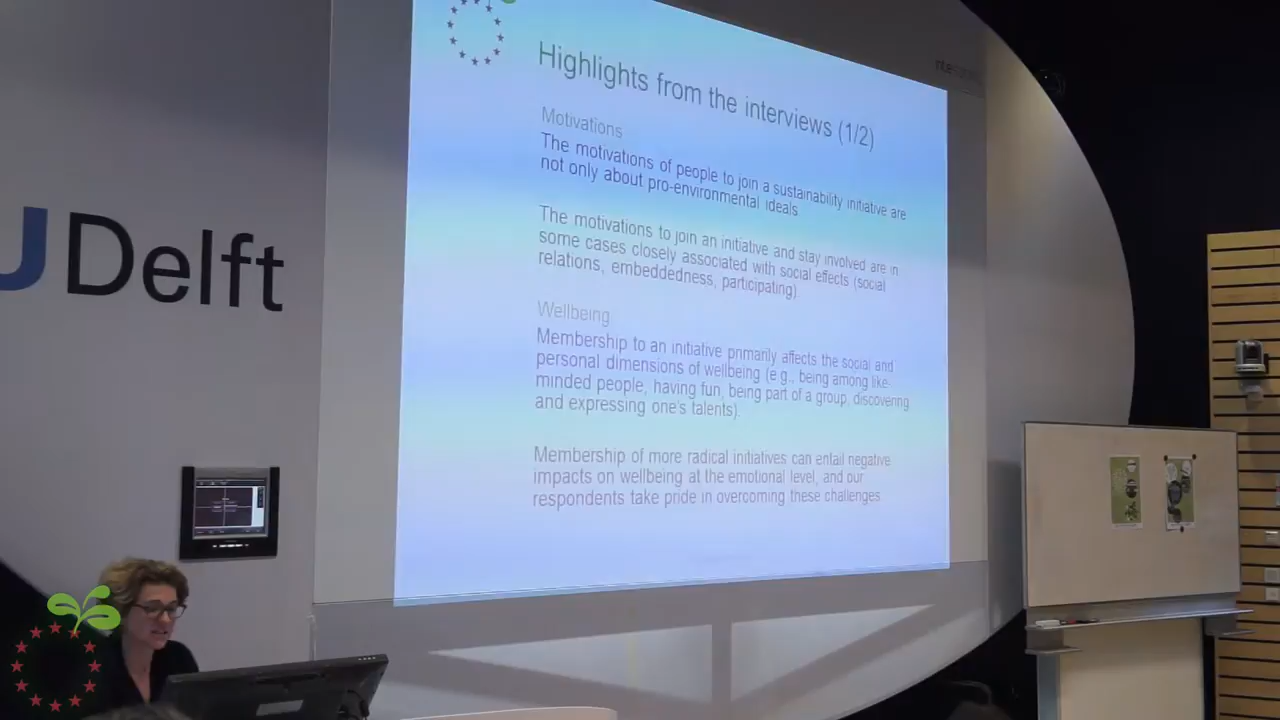 Highlights from the interviews (1/2)
Motivations
The motivations of people to join a sustainability initiative are
not only about pro-environmental ideals
The motivations to join an initiative and stay involved are in
some cases closely associated with social effects (social
relations, embeddedness, participating)
Wellbeing
Membership to an initiative primarily affects the social and
personal dimensions of wellbeing (e.g., being among like-
minded people, having fun, being part of a group, discovering
and expressing one's talents).
Membership of more radical initiatives can entail negative
impacts on wellbeing at the emotional level, and our
respondents take pride in overcoming these challenges
UDelft